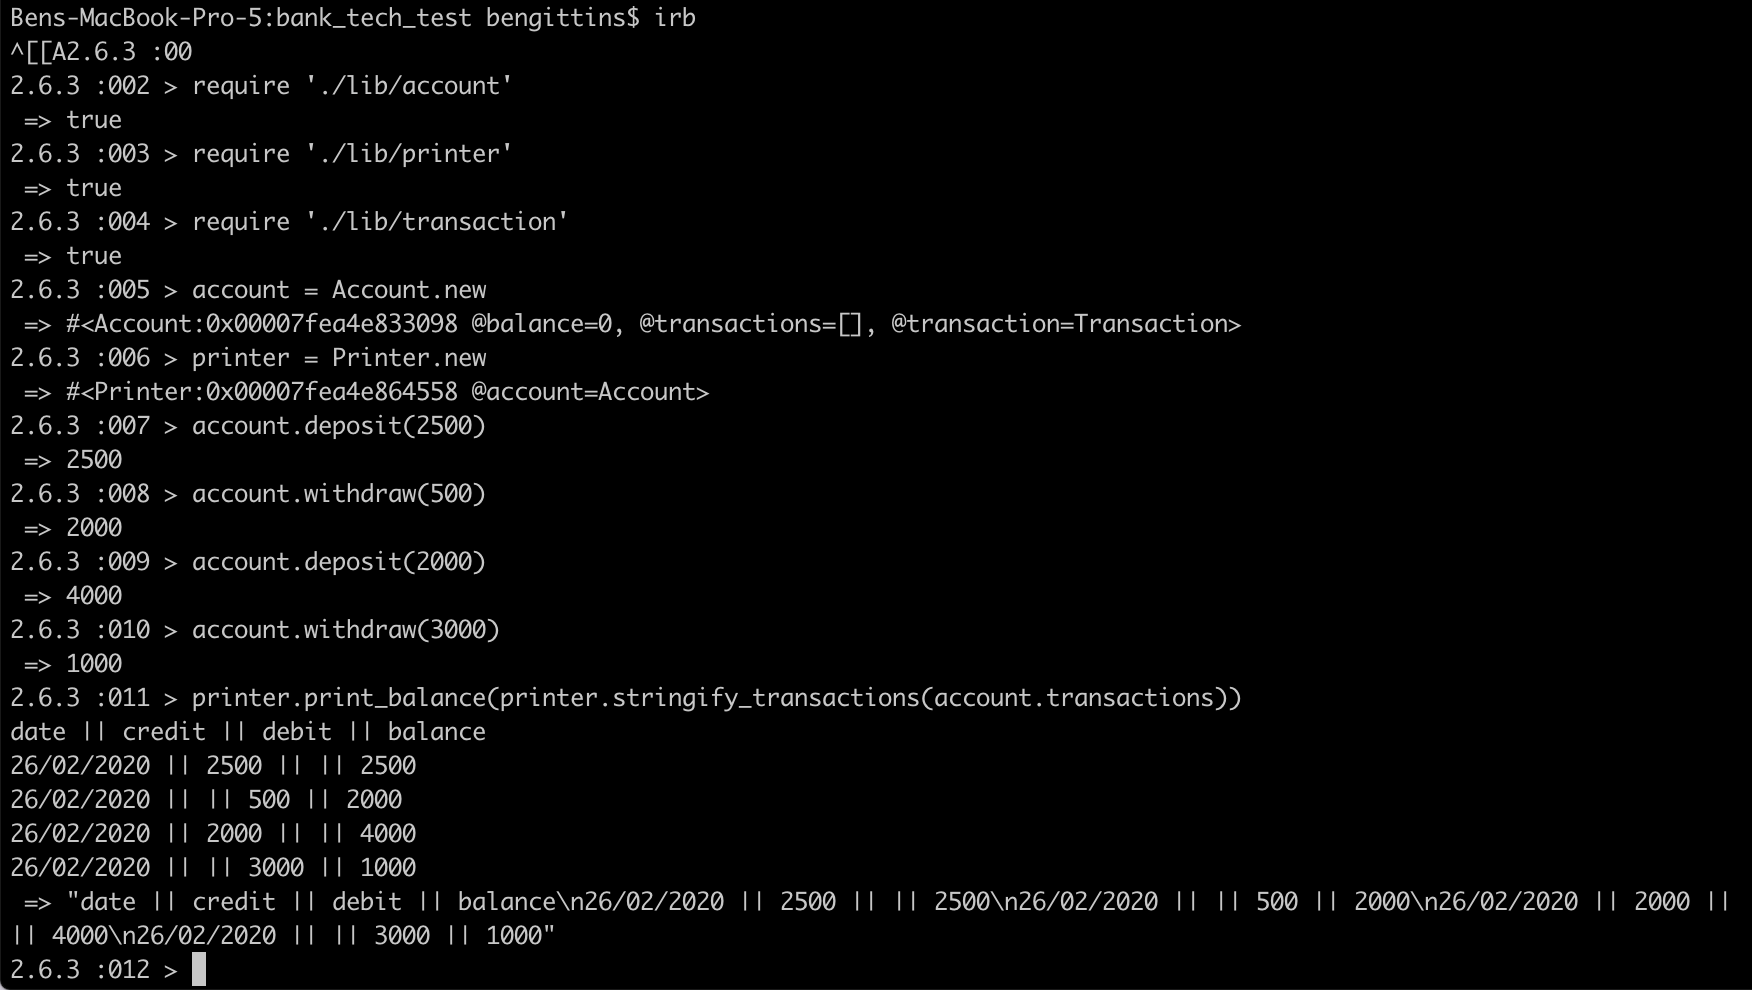 Bens-MacBook-Pro-5:bank_tech_test bengittins$ irb
^[[A2.6.3 :00
2.6.3 :002 > require './lib/account'
 => true
2.6.3 :003 > require './lib/printer'
 => true
2.6.3 :004 > require './lib/transaction'
 => true
2.6.3 :005 > account = Account.new
 => #<Account:0x00007fea4e833098 @balance=0, @transactions=[], @transaction=Transaction>
2.6.3 :006 > printer = Printer.new
 => #<Printer:0x00007fea4e864558 @account=Account>
2.6.3 :007 > account.deposit(2500)
 => 2500
2.6.3 :008 > account.withdraw(500)
 => 2000
2.6.3 :009 > account.deposit(2000)
 => 4000
2.6.3 :010 > account.withdraw(3000)
 => 1000
2.6.3 :011 > printer.print_balance(printer.stringify_transactions(account.transactions))
date || credit || debit || balance
26/02/2020 || 2500 || || 2500
26/02/2020 || || 500 || 2000
26/02/2020 || 2000 || || 4000
26/02/2020 || || 3000 || 1000
 => "date || credit || debit || balance\n26/02/2020 || 2500 || || 2500\n26/02/2020 || || 500 || 2000\n26/02/2020 || 2000 ||
|| 4000\n26/02/2020 || || 3000 || 1000"
2.6.3 :012 >